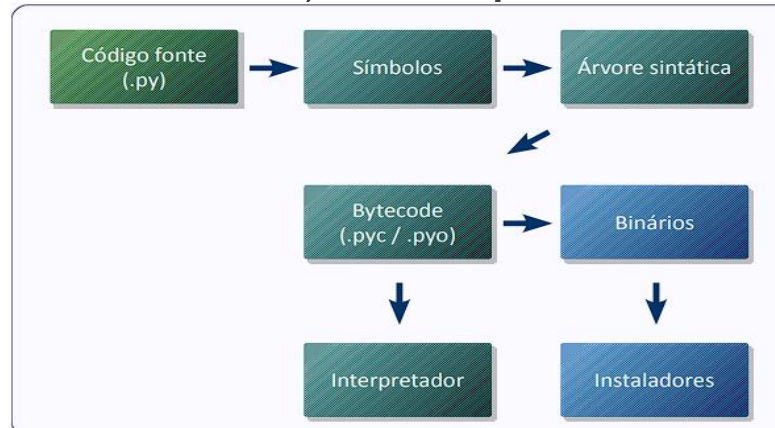 Código fonte
(.py)
Símbolos
Árvore sintática
Bytecode
(.pyc / .pyo)
Binários
Interpretador
Instaladores